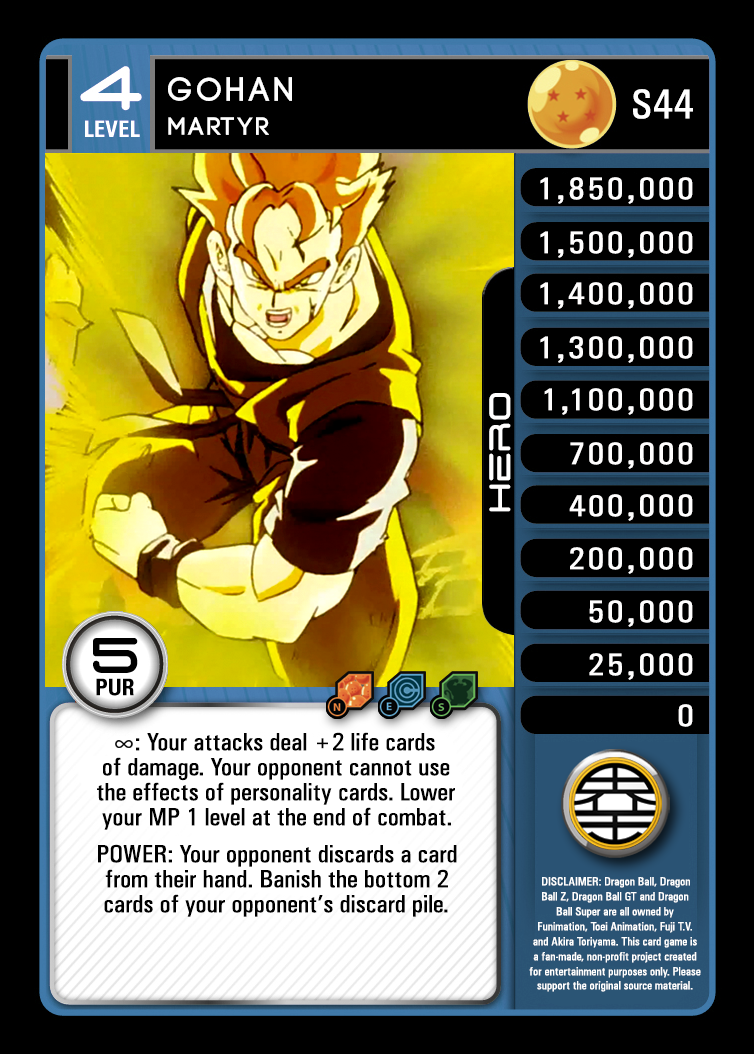 4
LEVEL
GOHAN
MARTYR
S44
1,850,000
1,500,000
1,400,000
1,300,000
1,100,000
700,000
400,000
200,000
50,000
25,000
0
HERO
5
PUR
N E S
∞: Your attacks deal +2 life cards
of damage. Your opponent cannot use
the effects of personality cards. Lower
your MP 1 level at the end of combat.
POWER: Your opponent discards a card
from their hand. Banish the bottom 2
cards of your opponent's discard pile.
DISCLAIMER: Dragon Ball, Dragon
Ball Z, Dragon Ball GT and Dragon
Ball Super are all owned by
Funimation, Toei Animation, Fuji T.V.
and Akira Toriyama. This card game is
a fan-made, non-profit project created
for entertainment purposes only. Please
support the original source material.